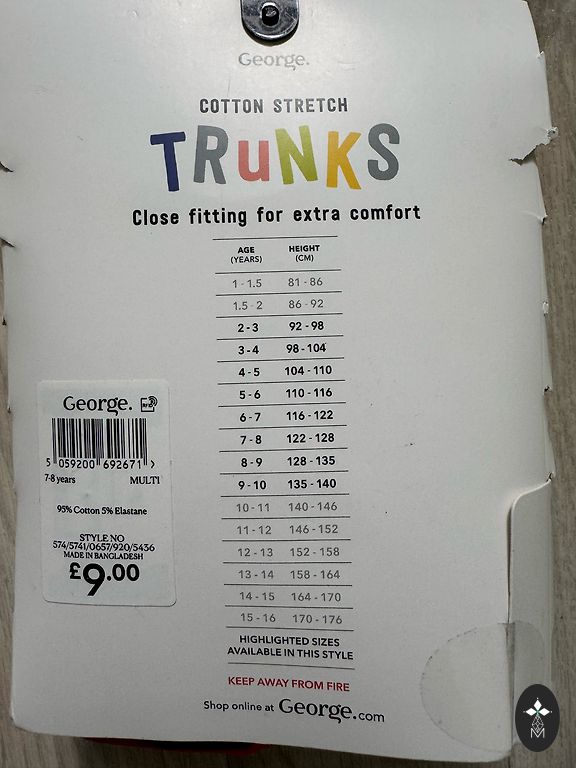 George.
COTTON STRETCH
TRUNKS
Close fitting for extra comfort
AGE HEIGHT
(YEARS) (CM)
1 - 1.5 81 - 86
1.5 - 2 86 - 92
2 - 3 92 - 98
3 - 4 98 - 104
4 - 5 104 - 110
5 - 6 110 - 116
6 - 7 116 - 122
7 - 8 122 - 128
8 - 9 128 - 135
9 - 10 135 - 140
10 - 11 140 - 146
11 - 12 146 - 152
12 - 13 152 - 158
13 - 14 158 - 164
14 - 15 164 - 170
15 - 16 170 - 176
HIGHLIGHTED SIZES
AVAILABLE IN THIS STYLE
KEEP AWAY FROM FIRE
Shop online at George.com
George. RFID
5 059200 692671 >
7-8 years MULTI
95% Cotton 5% Elastane
STYLE NO
574/5741/0657/920/5436
MADE IN BANGLADESH
£9.00
M